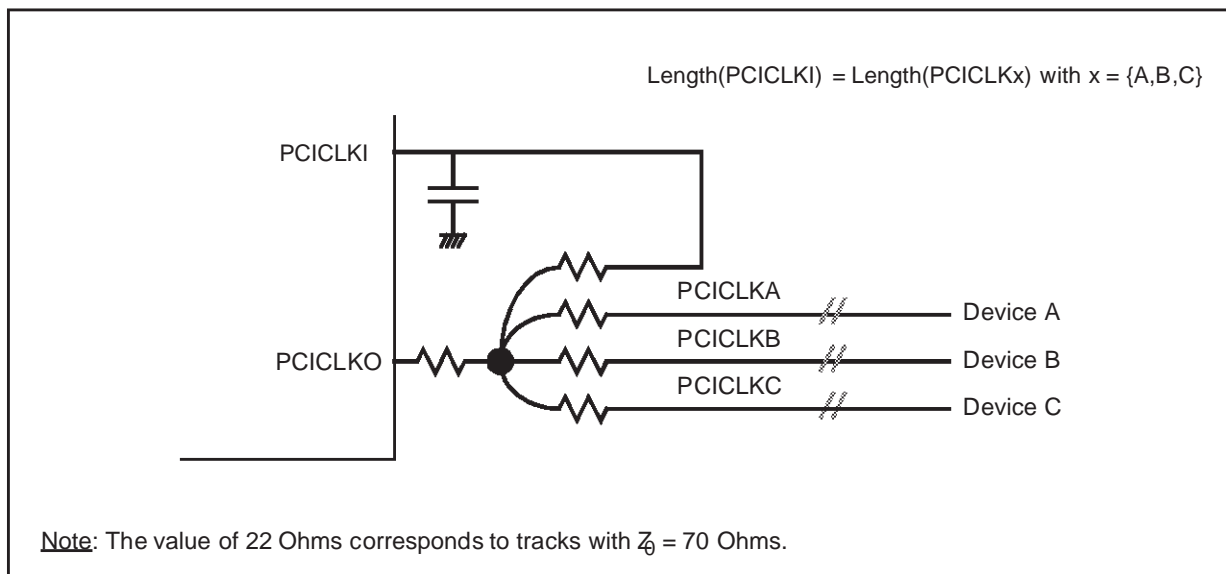 Length(PCICLKI) = Length(PCICLKx) with x = {A,B,C}
PCICLKI
PCICLKA
Device A
PCICLKB
PCICLKO
Device B
PCICLKC
Device C
Note: The value of 22 Ohms corresponds to tracks with Z0 = 70 Ohms.